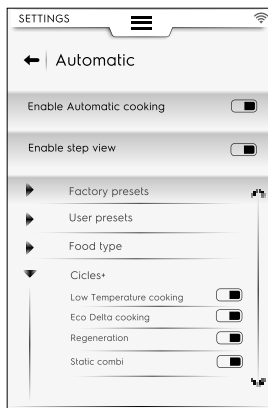 SETTINGS
Automatic
Enable Automatic cooking
Enable step view
Factory presets
User presets
Food type
Cicles+
Low Temperature cooking
Eco Delta cooking
Regeneration
Static combi